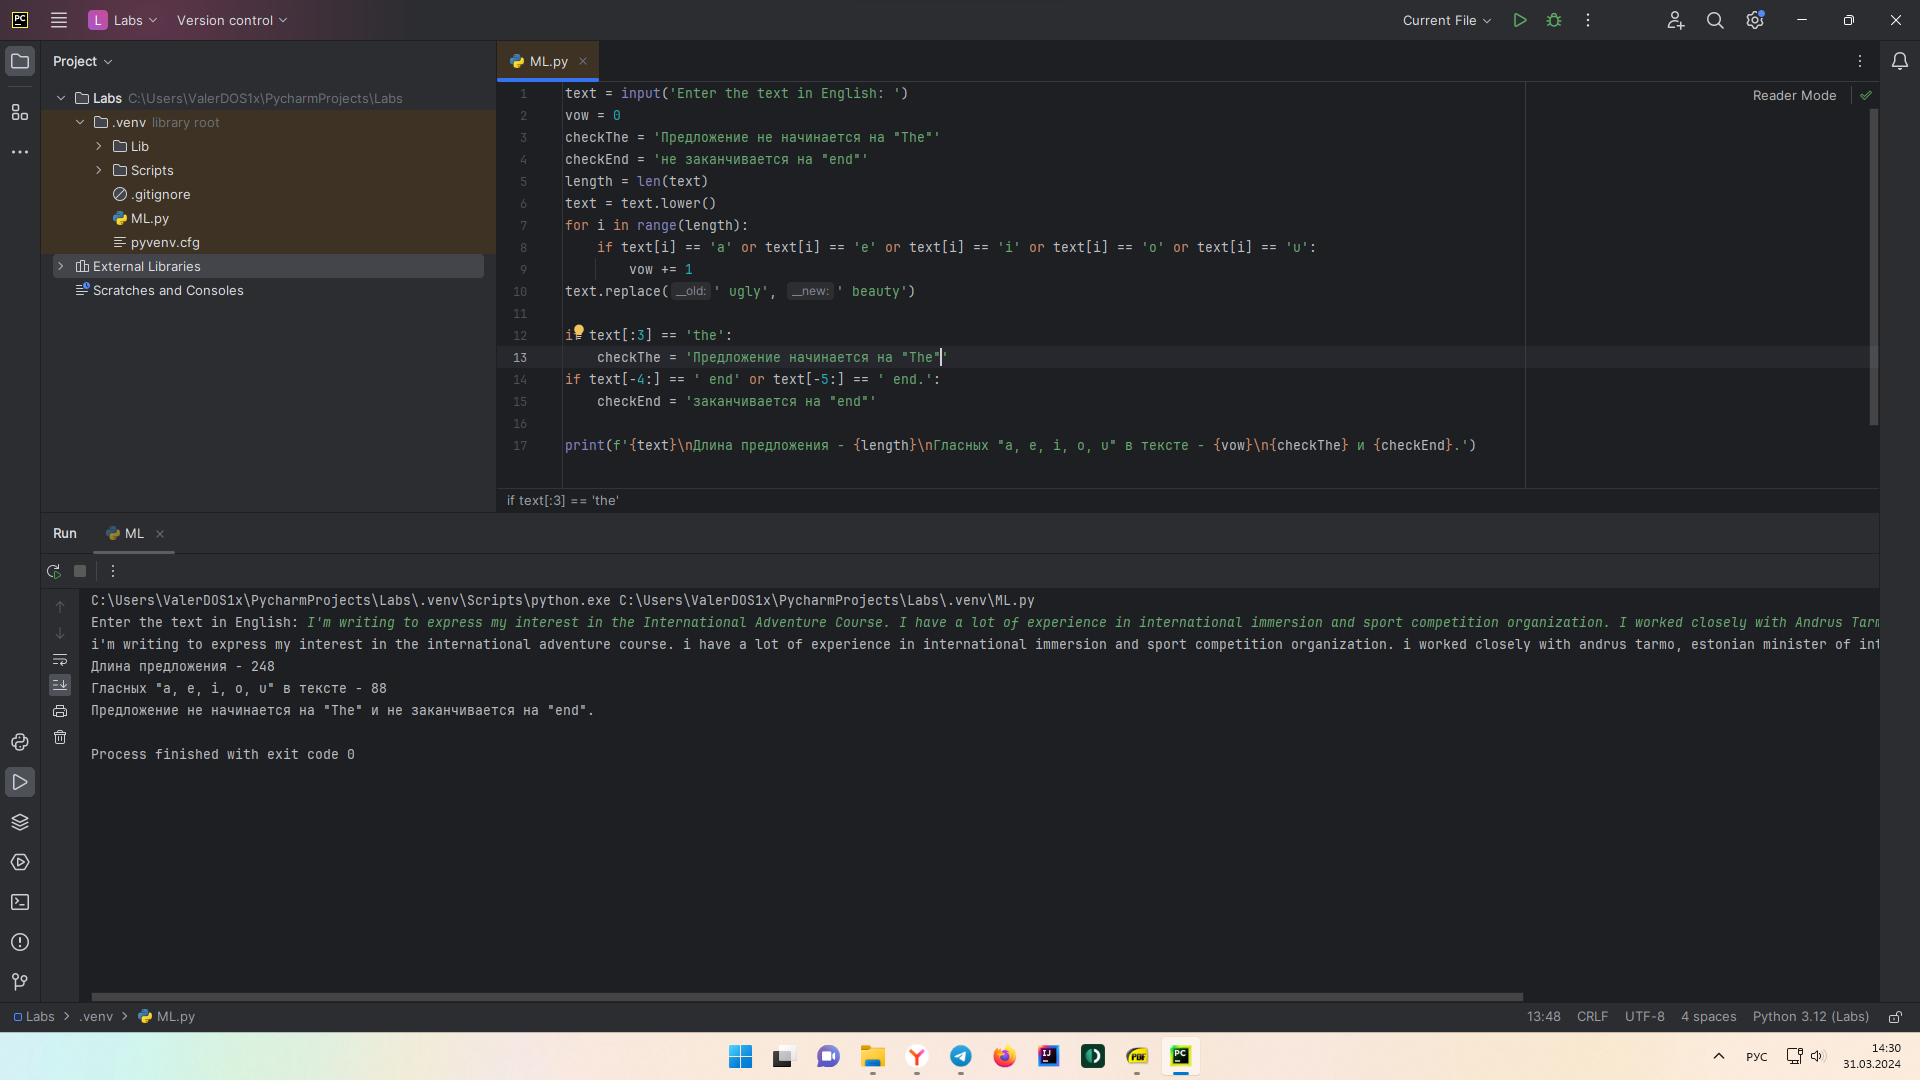 PC L Labs Version control Current File
Project
ML.py
Labs C:\Users\ValerDOS1x\PycharmProjects\Labs
.venv library root
Lib
Scripts
.gitignore
ML.py
pyvenv.cfg
External Libraries
Scratches and Consoles
Reader Mode
1 text = input('Enter the text in English: ')
2 vow = 0
3 checkThe = 'Предложение не начинается на "The"'
4 checkEnd = 'не заканчивается на "end"'
5 length = len(text)
6 text = text.lower()
7 for i in range(length):
8 if text[i] == 'a' or text[i] == 'e' or text[i] == 'i' or text[i] == 'o' or text[i] == 'u':
9 vow += 1
10 text.replace( __old: ' ugly', __new: ' beauty')
11
12 i text[:3] == 'the':
13 checkThe = 'Предложение начинается на "The"'
14 if text[-4:] == ' end' or text[-5:] == ' end.':
15 checkEnd = 'заканчивается на "end"'
16
17 print(f'{text}\nДлина предложения - {length}\nГласных "a, e, i, o, u" в тексте - {vow}\n{checkThe} и {checkEnd}.')
if text[:3] == 'the'
Run ML
C:\Users\ValerDOS1x\PycharmProjects\Labs\.venv\Scripts\python.exe C:\Users\ValerDOS1x\PycharmProjects\Labs\.venv\ML.py
Enter the text in English: I'm writing to express my interest in the International Adventure Course. I have a lot of experience in international immersion and sport competition organization. I worked closely with Andrus Tarm
i'm writing to express my interest in the international adventure course. i have a lot of experience in international immersion and sport competition organization. i worked closely with andrus tarmo, estonian minister of int
Длина предложения - 248
Гласных "a, e, i, o, u" в тексте - 88
Предложение не начинается на "The" и не заканчивается на "end".
Process finished with exit code 0
Labs > .venv > ML.py
13:48 CRLF UTF-8 4 spaces Python 3.12 (Labs)
IJ PDF PC
РУС
14:30
31.03.2024